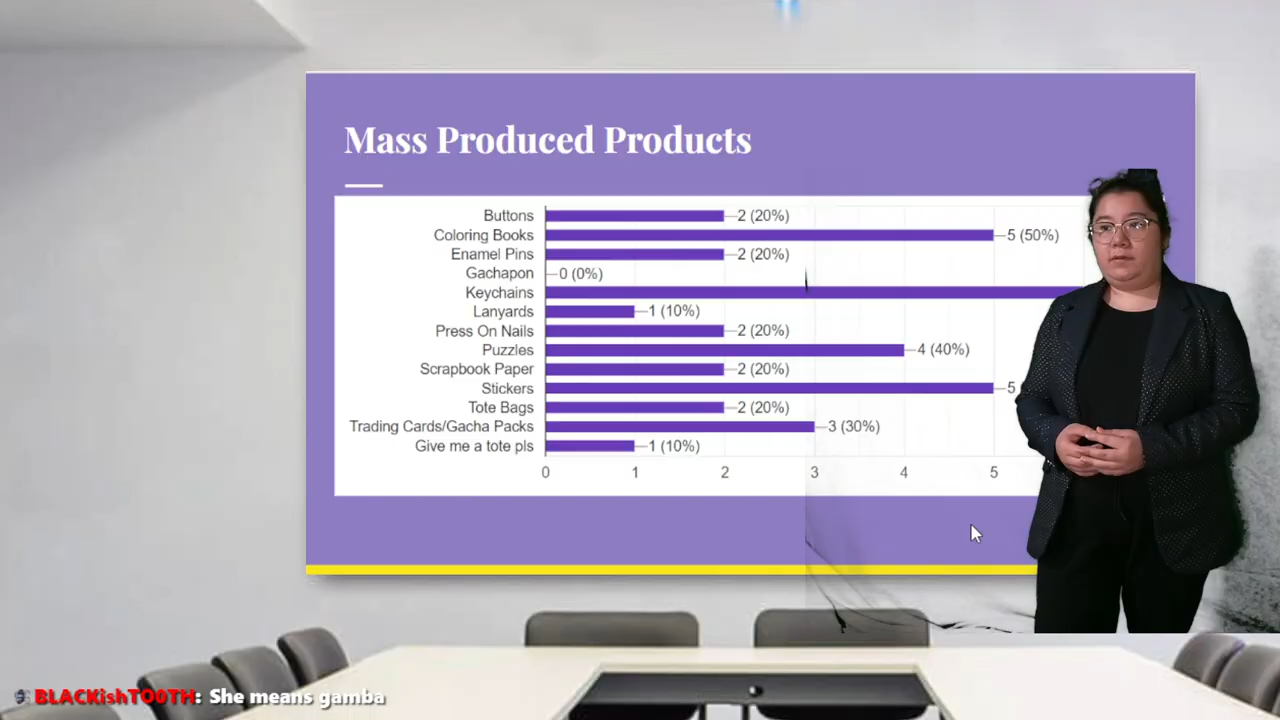 Mass Produced Products
Buttons 2 (20%)
Coloring Books 5 (50%)
Enamel Pins 2 (20%)
Gachapon 0 (0%)
Keychains
Lanyards 1 (10%)
Press On Nails 2 (20%)
Puzzles 4 (40%)
Scrapbook Paper 2 (20%)
Stickers 5
Tote Bags 2 (20%)
Trading Cards/Gacha Packs 3 (30%)
Give me a tote pls 1 (10%)
0 1 2 3 4 5
BLACKishT00TH: She means gamba